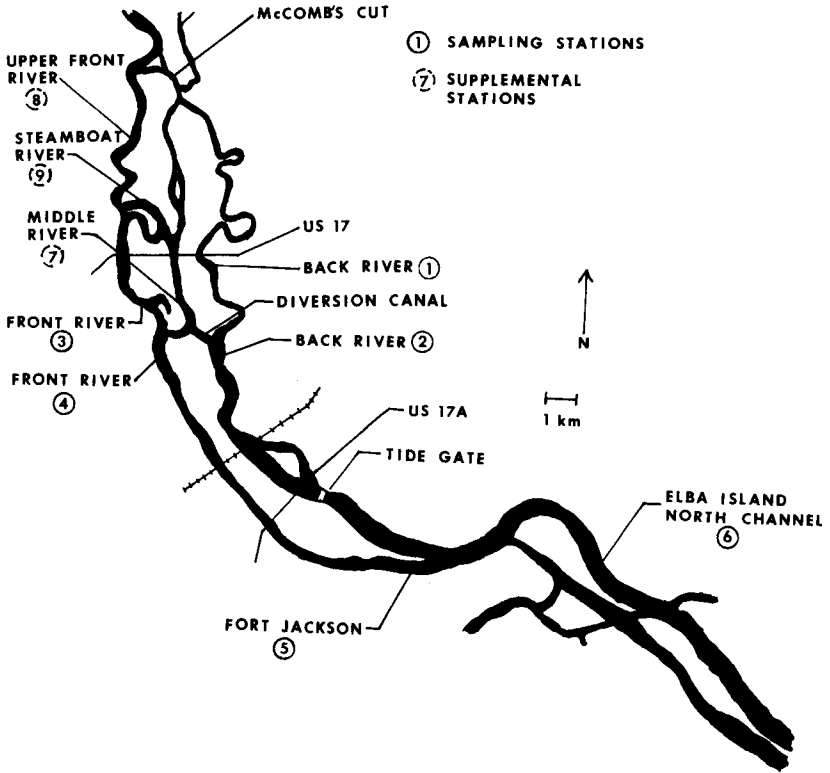 McCOMB'S CUT
① SAMPLING STATIONS
⑦ SUPPLEMENTAL
STATIONS
UPPER FRONT
RIVER
⑧
STEAMBOAT
RIVER
⑨
MIDDLE
RIVER
⑦
US 17
BACK RIVER ①
DIVERSION CANAL
FRONT RIVER
③
BACK RIVER ②
N
FRONT RIVER
④
1 km
US 17A
TIDE GATE
ELBA ISLAND
NORTH CHANNEL
⑥
FORT JACKSON
⑤